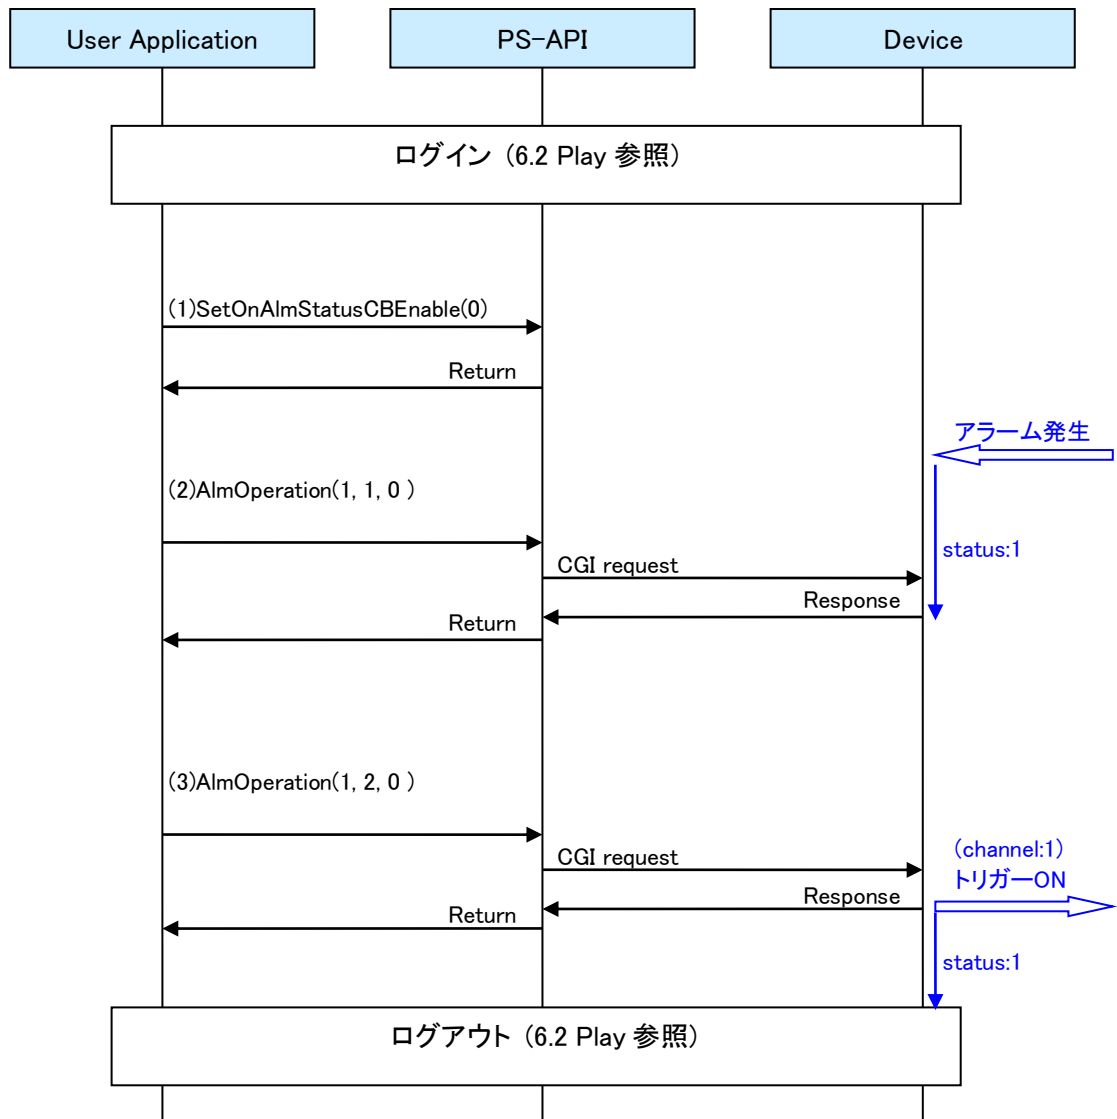 User Application
PS-API
Device
ログイン (6.2 Play 参照)
(1)SetOnAlmStatusCBEnable(0)
Return
アラーム発生
(2)AlmOperation(1, 1, 0 )
status:1
CGI request
Response
Return
(3)AlmOperation(1, 2, 0 )
(channel:1)
トリガーON
CGI request
Response
Return
status:1
ログアウト (6.2 Play 参照)